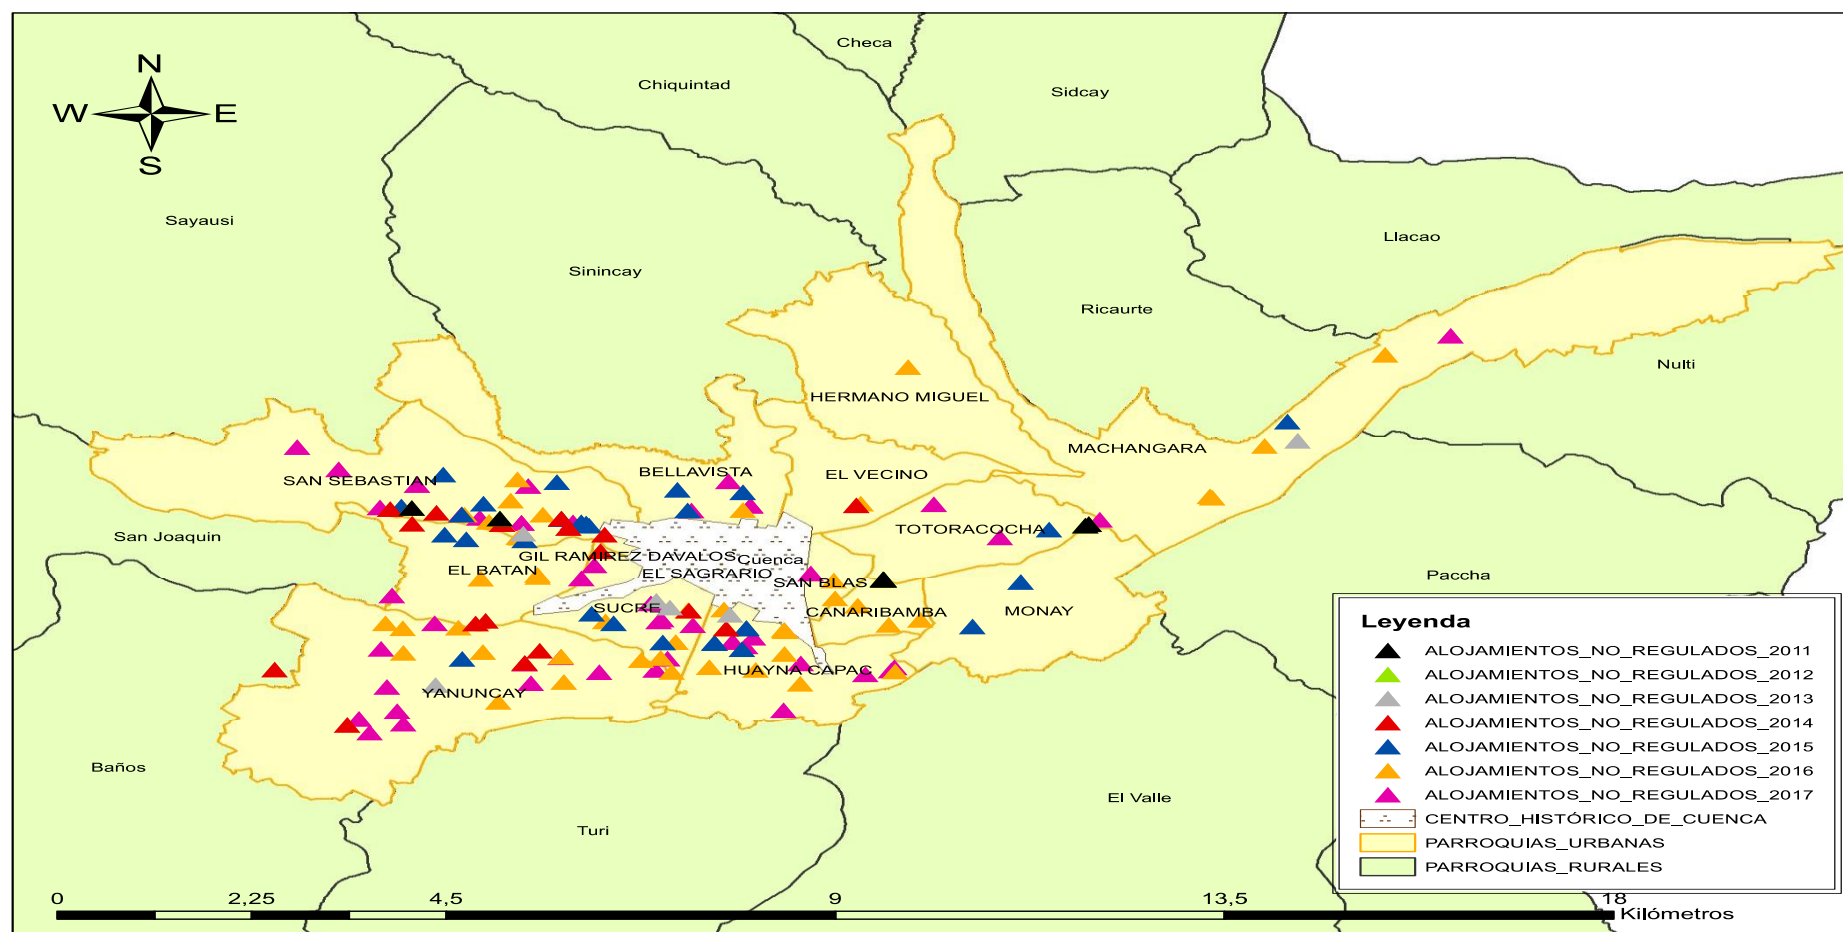 Checa
N
Chiquintad
Sidcay
W
E
S
Sayausi
Llacao
Sinincay
Ricaurte
Nulti
HERMANO MIGUEL
MACHANGARA
BELLAVISTA
EL VECINO
SAN SEBASTIAN
TOTORACOCHA
San Joaquin
GIL RAMIREZ DAVALOS
Cuenca
EL BATAN
EL SAGRARIO
SAN BLAS
Paccha
SUCRE
CANARIBAMBA
MONAY
HUAYNA CAPAC
YANUNCAY
Baños
El Valle
Turi
Leyenda
ALOJAMIENTOS_NO_REGULADOS_2011
ALOJAMIENTOS_NO_REGULADOS_2012
ALOJAMIENTOS_NO_REGULADOS_2013
ALOJAMIENTOS_NO_REGULADOS_2014
ALOJAMIENTOS_NO_REGULADOS_2015
ALOJAMIENTOS_NO_REGULADOS_2016
ALOJAMIENTOS_NO_REGULADOS_2017
CENTRO_HISTÓRICO_DE_CUENCA
PARROQUIAS_URBANAS
PARROQUIAS_RURALES
0 2,25 4,5 9 13,5 18
Kilómetros